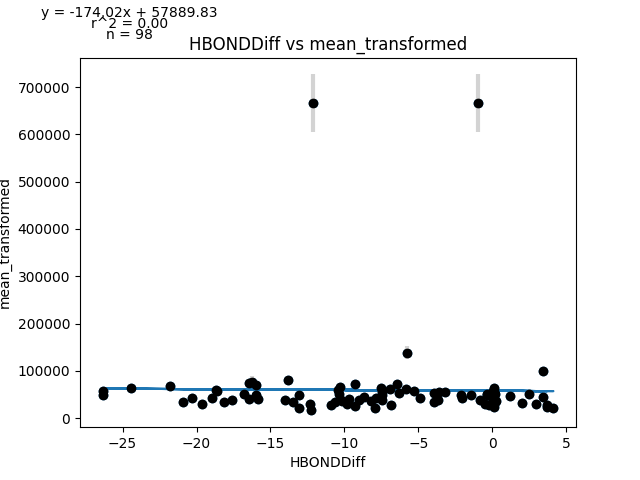 y = -174.02x + 57889.83
r^2 = 0.00
n = 98
HBONDDiff vs mean_transformed
700000
600000
500000
400000
300000
200000
100000
0
mean_transformed
−25
−20
−15
−10
−5
0
5
HBONDDiff